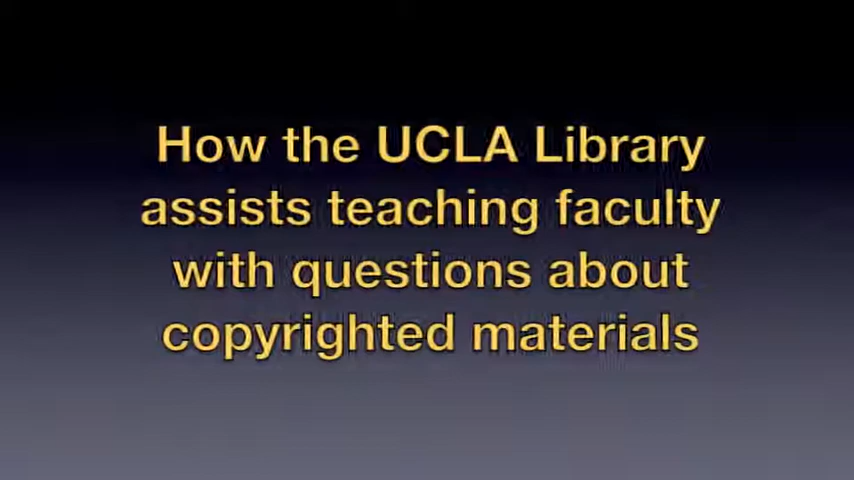 How the UCLA Library
assists teaching faculty
with questions about
copyrighted materials